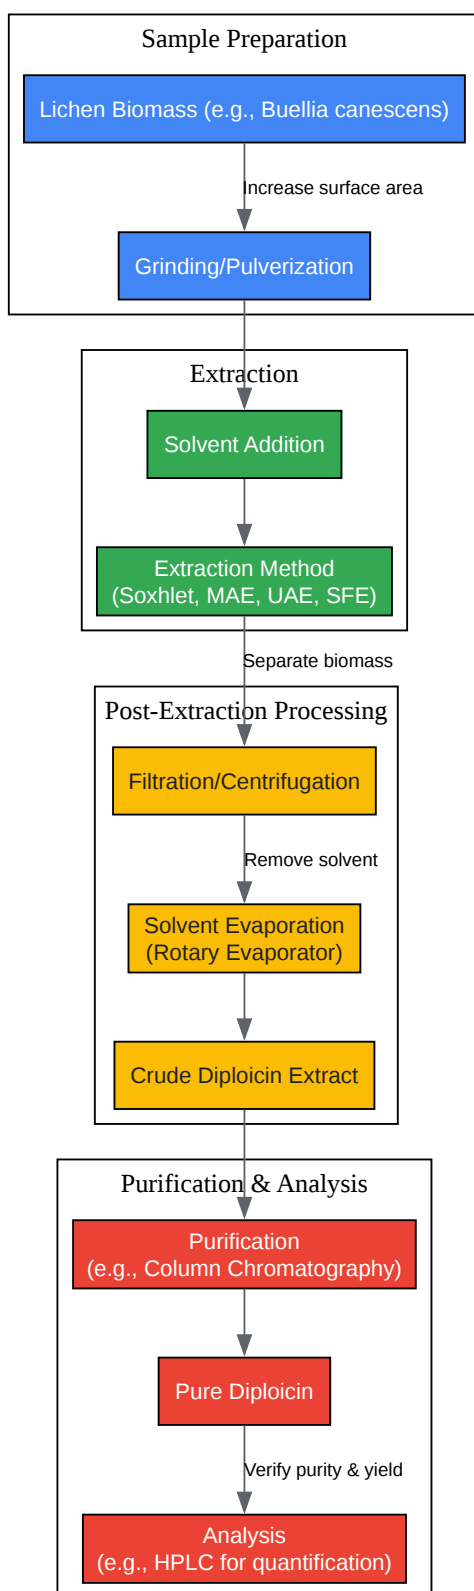 Sample Preparation
Lichen Biomass (e.g., Buellia canescens)
Increase surface area
Grinding/Pulverization
Extraction
Solvent Addition
Extraction Method
(Soxhlet, MAE, UAE, SFE)
Separate biomass
Post-Extraction Processing
Filtration/Centrifugation
Remove solvent
Solvent Evaporation
(Rotary Evaporator)
Crude Diploicin Extract
Purification & Analysis
Purification
(e.g., Column Chromatography)
Pure Diploicin
Verify purity & yield
Analysis
(e.g., HPLC for quantification)